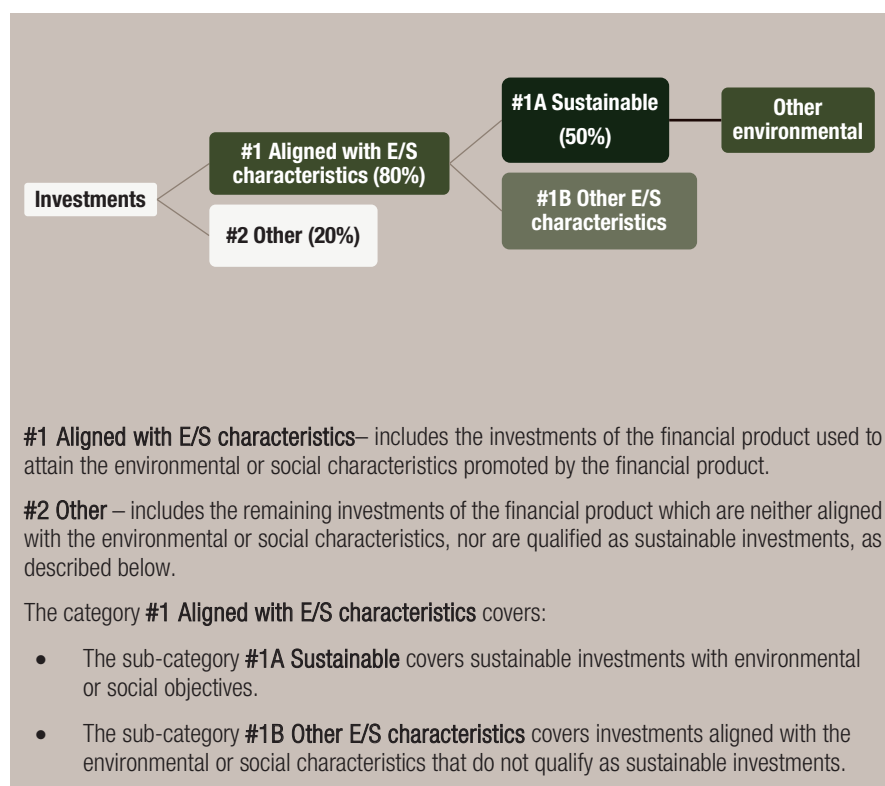 #1A Sustainable
(50%)
Other
environmental
#1 Aligned with E/S
characteristics (80%)
Investments
#1B Other E/S
characteristics
#2 Other (20%)
#1 Aligned with E/S characteristics– includes the investments of the financial product used to
attain the environmental or social characteristics promoted by the financial product.
#2 Other – includes the remaining investments of the financial product which are neither aligned
with the environmental or social characteristics, nor are qualified as sustainable investments, as
described below.
The category #1 Aligned with E/S characteristics covers:
• The sub-category #1A Sustainable covers sustainable investments with environmental
or social objectives.
• The sub-category #1B Other E/S characteristics covers investments aligned with the
environmental or social characteristics that do not qualify as sustainable investments.